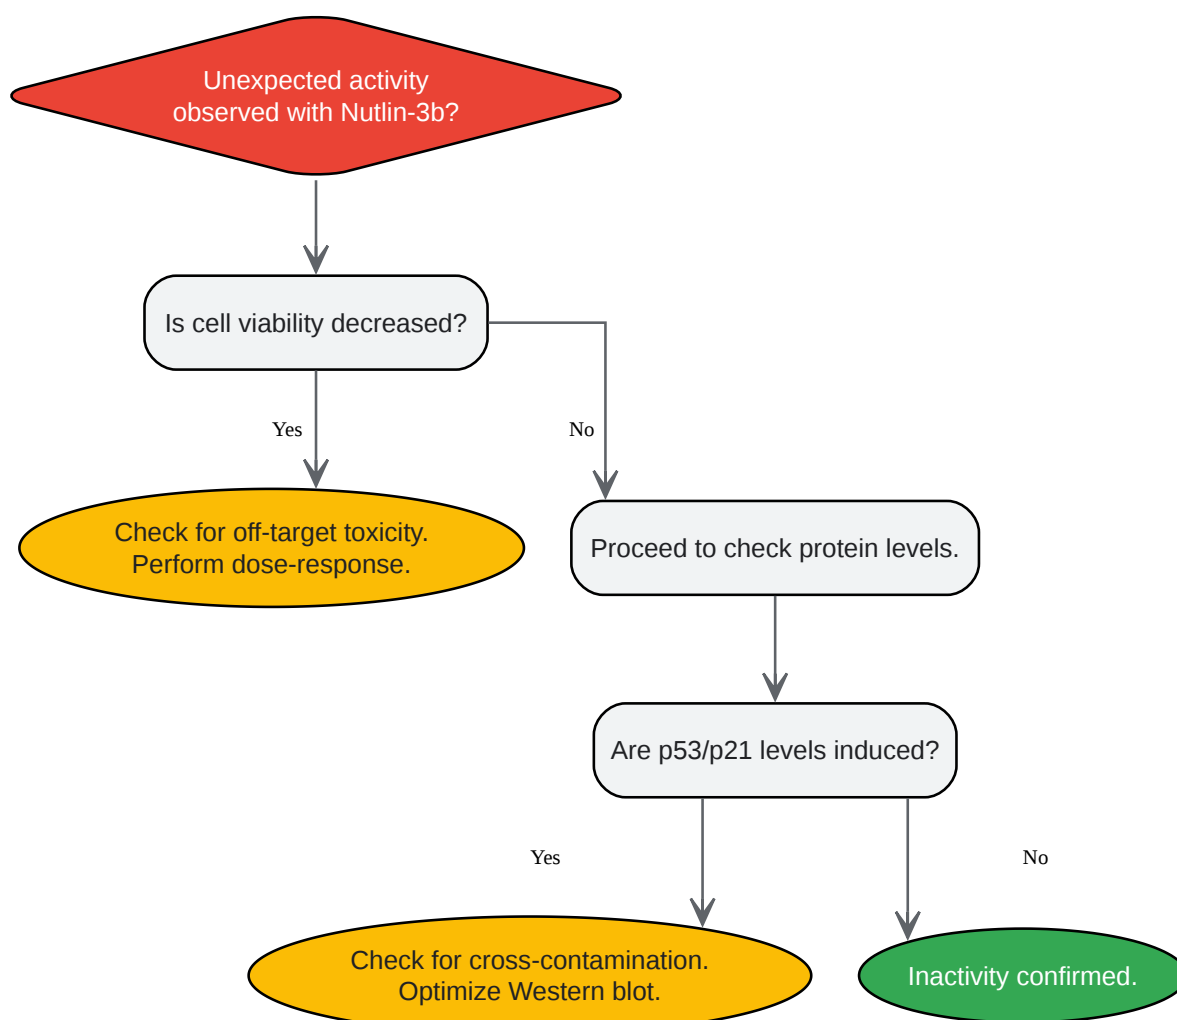 Unexpected activity
observed with Nutlin-3b?
Is cell viability decreased?
Yes
No
Check for off-target toxicity.
Perform dose-response.
Proceed to check protein levels.
Are p53/p21 levels induced?
Yes
No
Check for cross-contamination.
Optimize Western blot.
Inactivity confirmed.